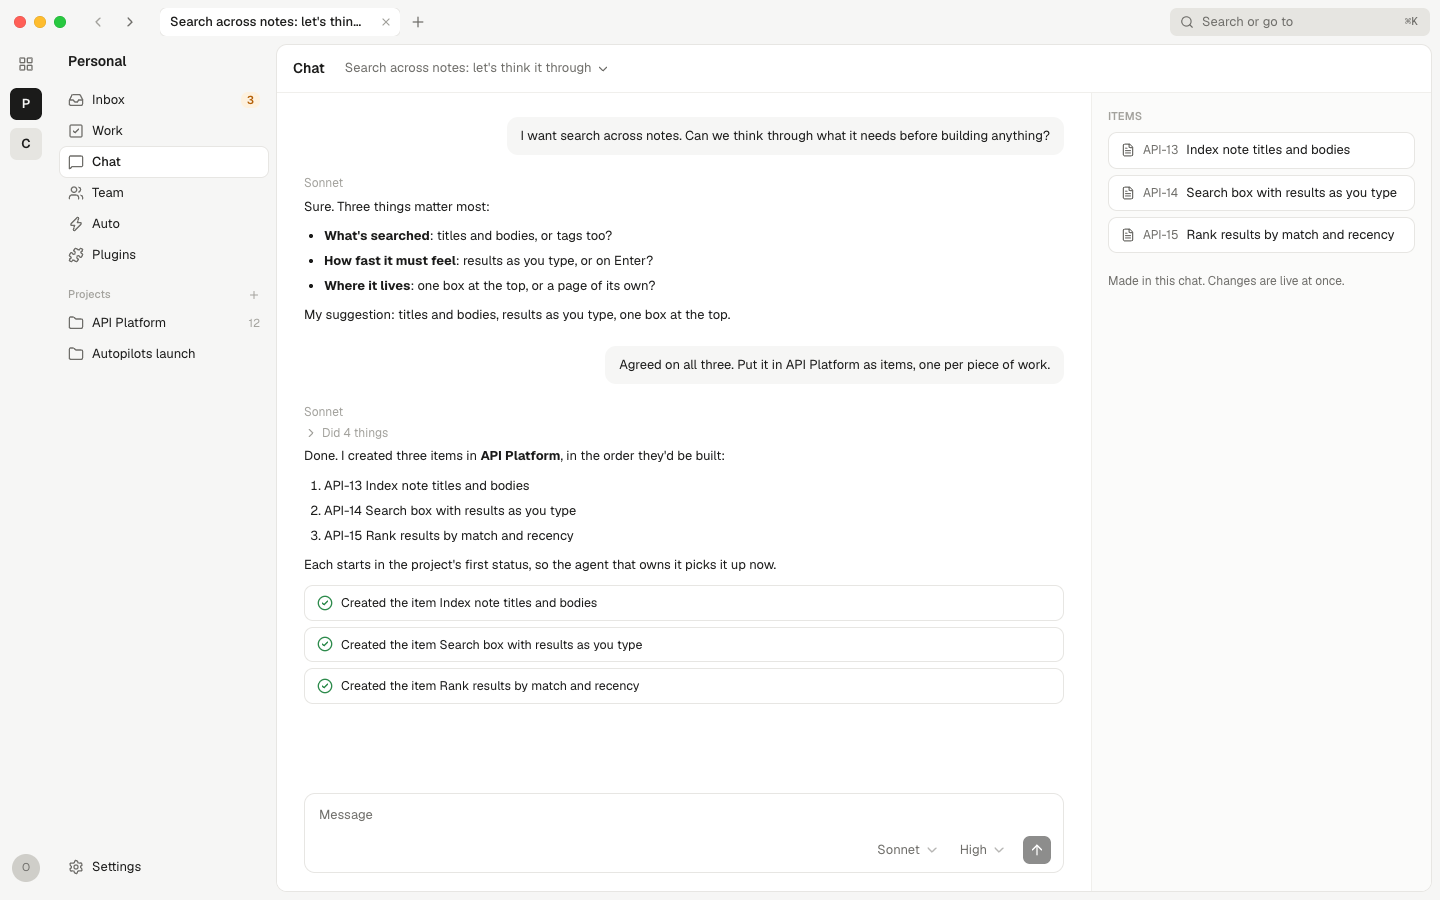 Search across notes: let's thin...
Search or go to
⌘K
Personal
P
C
Inbox
3
Work
Chat
Team
Auto
Plugins
Projects
API Platform
12
Autopilots launch
O
Settings
Chat
Search across notes: let's think it through
I want search across notes. Can we think through what it needs before building anything?
Sonnet
Sure. Three things matter most:
• What's searched: titles and bodies, or tags too?
• How fast it must feel: results as you type, or on Enter?
• Where it lives: one box at the top, or a page of its own?
My suggestion: titles and bodies, results as you type, one box at the top.
Agreed on all three. Put it in API Platform as items, one per piece of work.
Sonnet
Did 4 things
Done. I created three items in API Platform, in the order they'd be built:
1. API-13 Index note titles and bodies
2. API-14 Search box with results as you type
3. API-15 Rank results by match and recency
Each starts in the project's first status, so the agent that owns it picks it up now.
Created the item Index note titles and bodies
Created the item Search box with results as you type
Created the item Rank results by match and recency
Message
Sonnet
High
ITEMS
API-13 Index note titles and bodies
API-14 Search box with results as you type
API-15 Rank results by match and recency
Made in this chat. Changes are live at once.